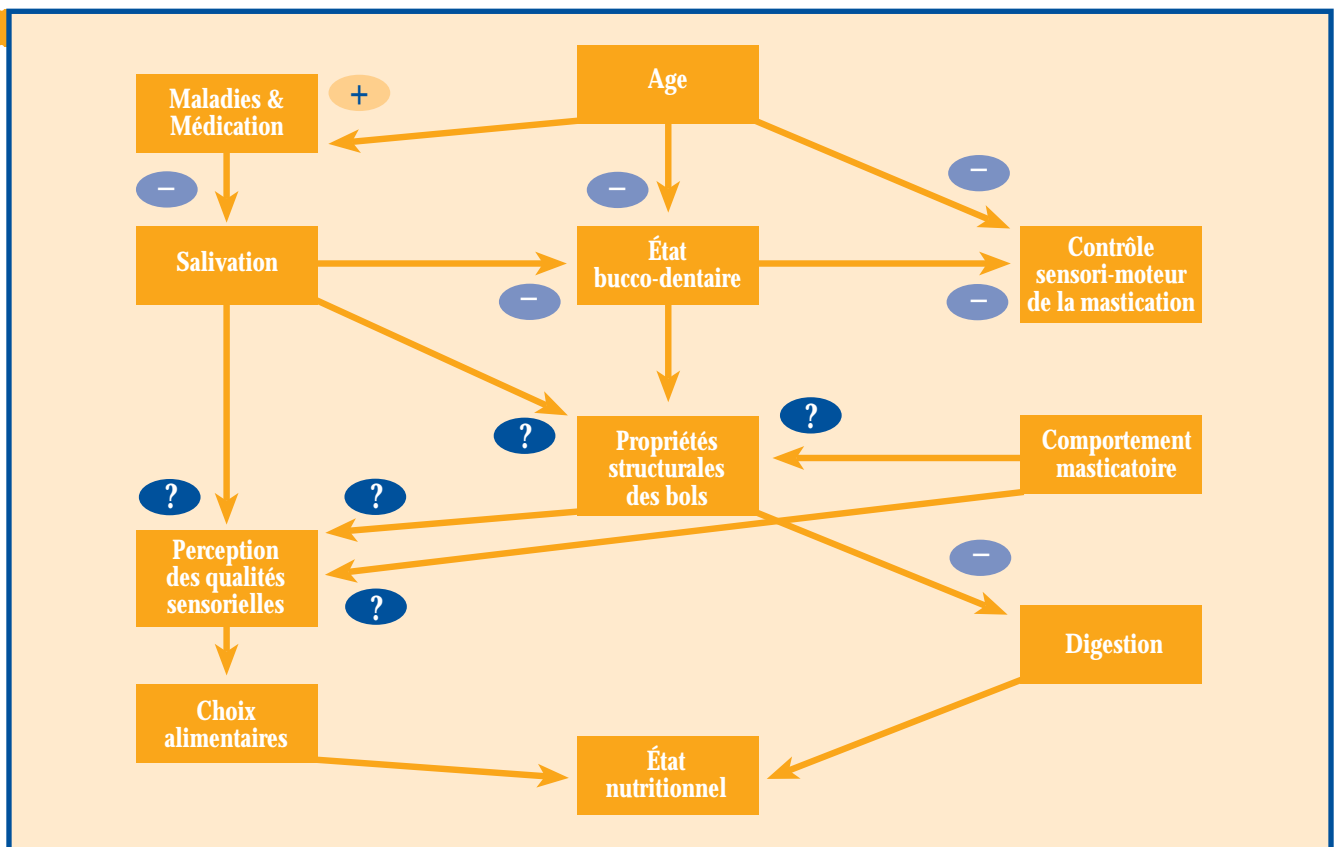 Age
Maladies &
Médication
+
−
−
−
Salivation
État
bucco-dentaire
Contrôle
sensori-moteur
de la mastication
−
−
Propriétés
structurales
des bols
?
?
Comportement
masticatoire
?
?
Perception
des qualités
sensorielles
?
−
Digestion
Choix
alimentaires
État
nutritionnel